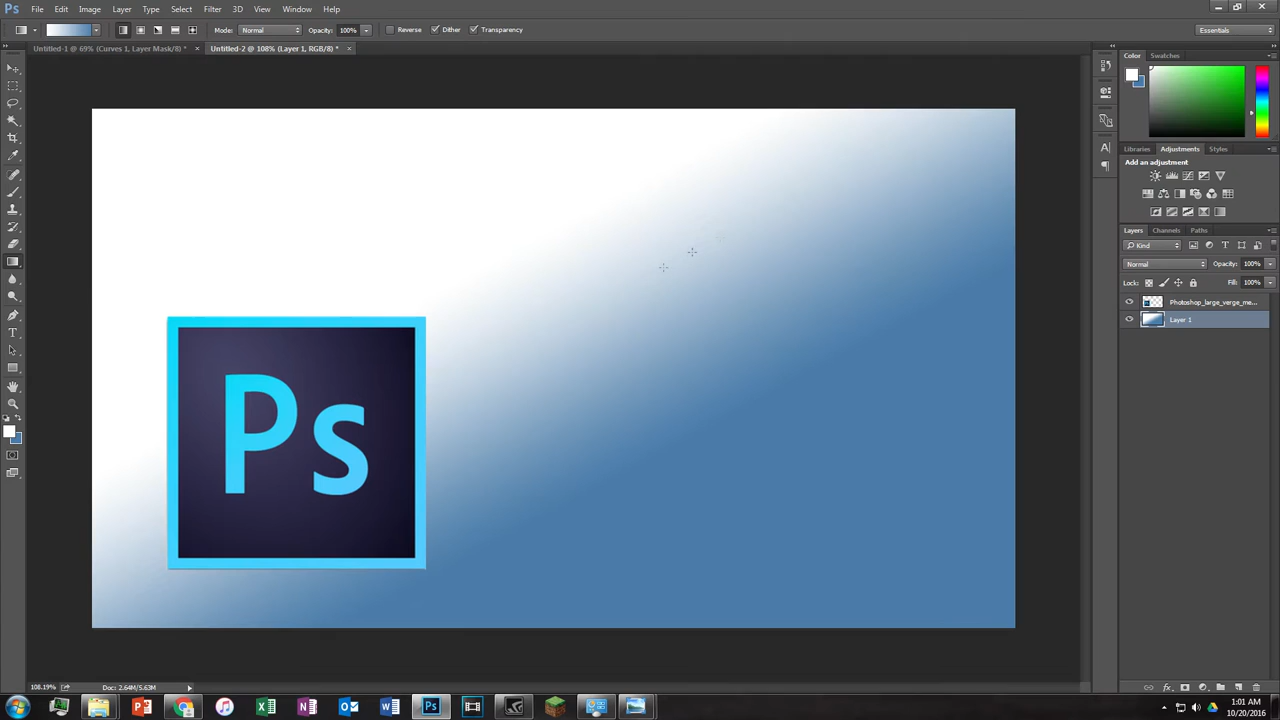 Ps File Edit Image Layer Type Select Filter 3D View Window Help
Mode: Normal Opacity: 100% Reverse Dither Transparency Essentials
Untitled-1 @ 69% (Curves 1, Layer Mask/8) * × Untitled-2 @ 108% (Layer 1, RGB/8) * ×
Color Swatches
Libraries Adjustments Styles
Add an adjustment
Layers Channels Paths
Kind
Normal Opacity: 100%
Lock: Fill: 100%
Photoshop_large_verge_me...
Layer 1
Ps
108.19% Doc: 2.64M/5.63M
1:01 AM
10/20/2016